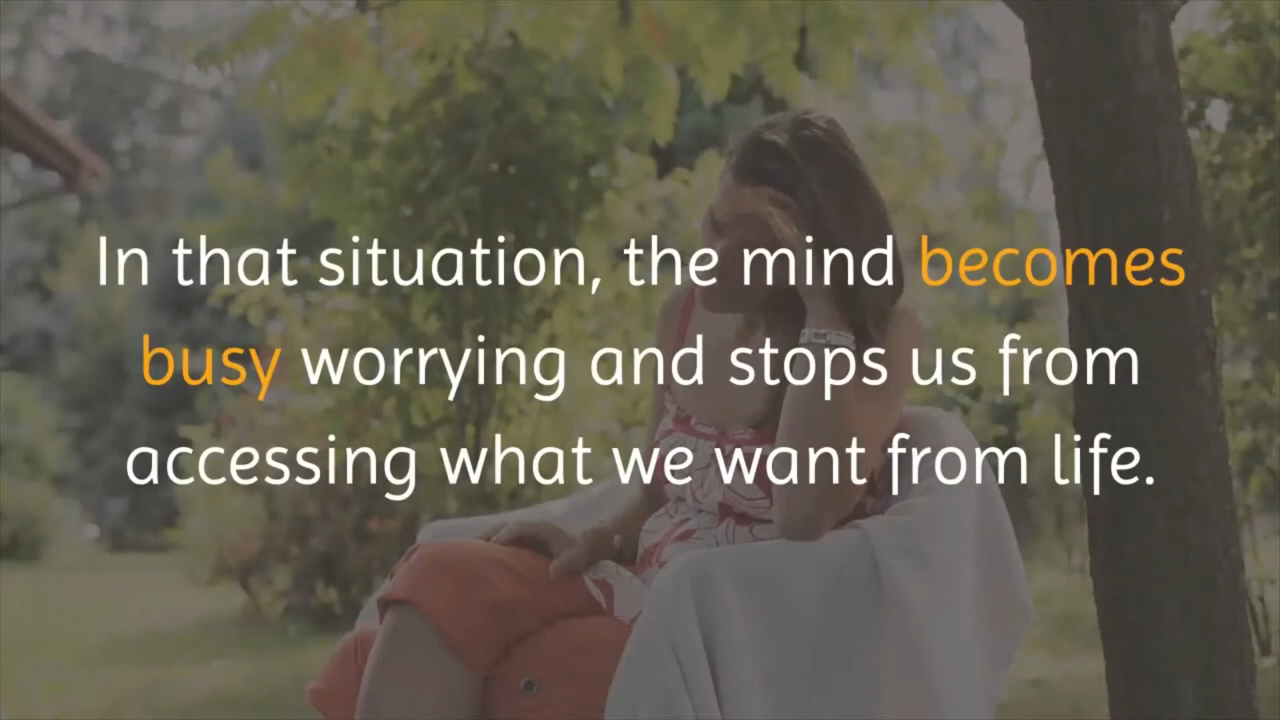 In that situation, the mind becomes
busy worrying and stops us from
accessing what we want from life.